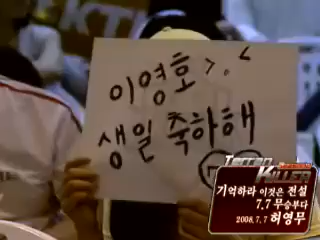 이영호 >.<
생일 축하해
TERRAN
KILLER
기억하라 이것은 전설
7.7 무승부다
2008.7.7 허영무